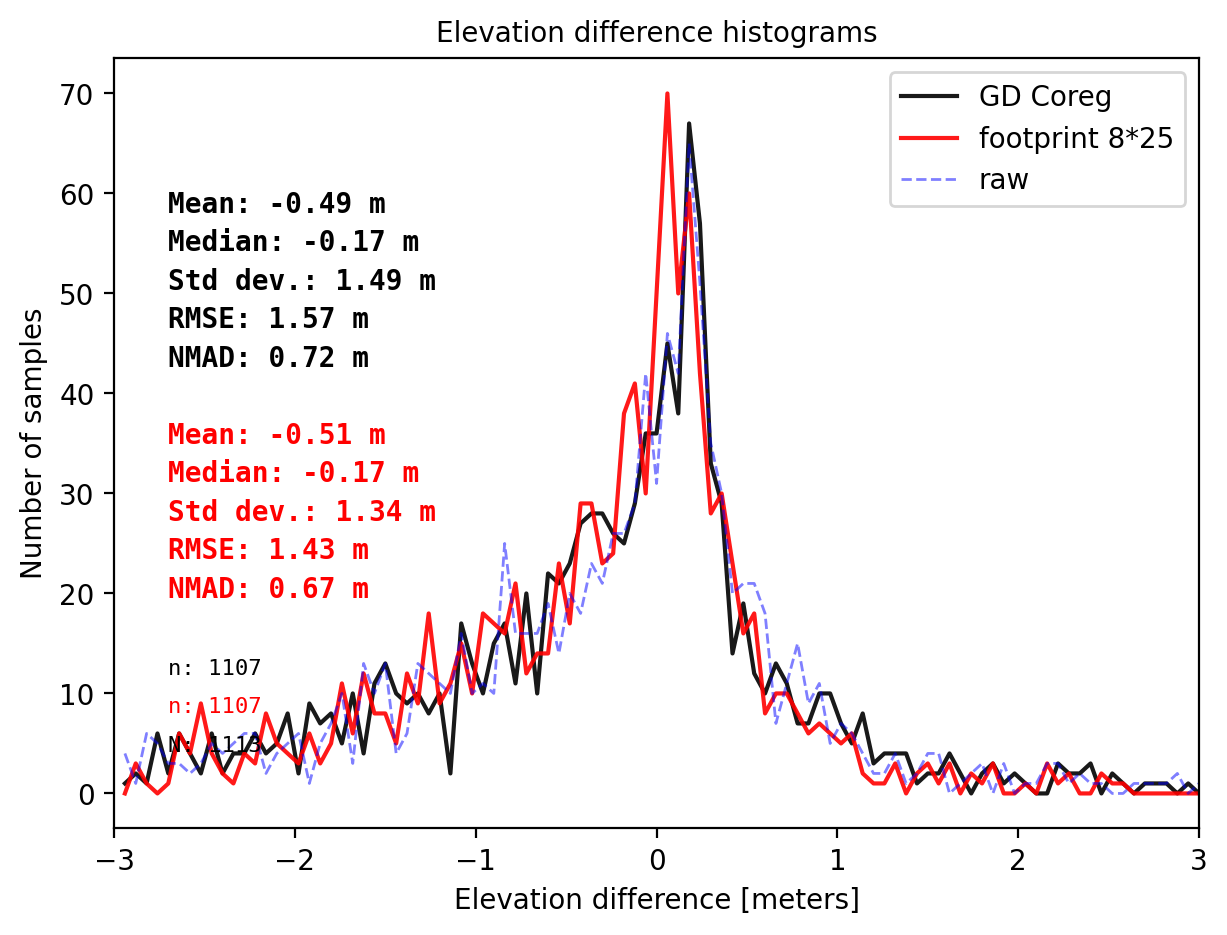 Elevation difference histograms
GD Coreg
footprint 8*25
raw
Mean: -0.49 m
Median: -0.17 m
Std dev.: 1.49 m
RMSE: 1.57 m
NMAD: 0.72 m
Mean: -0.51 m
Median: -0.17 m
Std dev.: 1.34 m
RMSE: 1.43 m
NMAD: 0.67 m
n: 1107
n: 1107
N: 1113
Number of samples
70
60
50
40
30
20
10
0
−3
−2
−1
0
1
2
3
Elevation difference [meters]